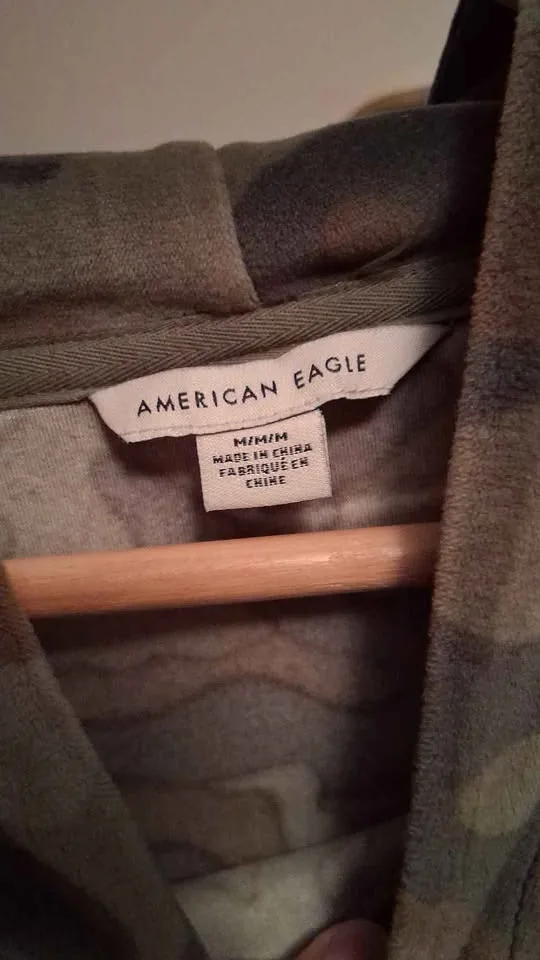 AMERICAN EAGLE
M/M/M
MADE IN CHINA
FABRIQUÉ EN
CHINE